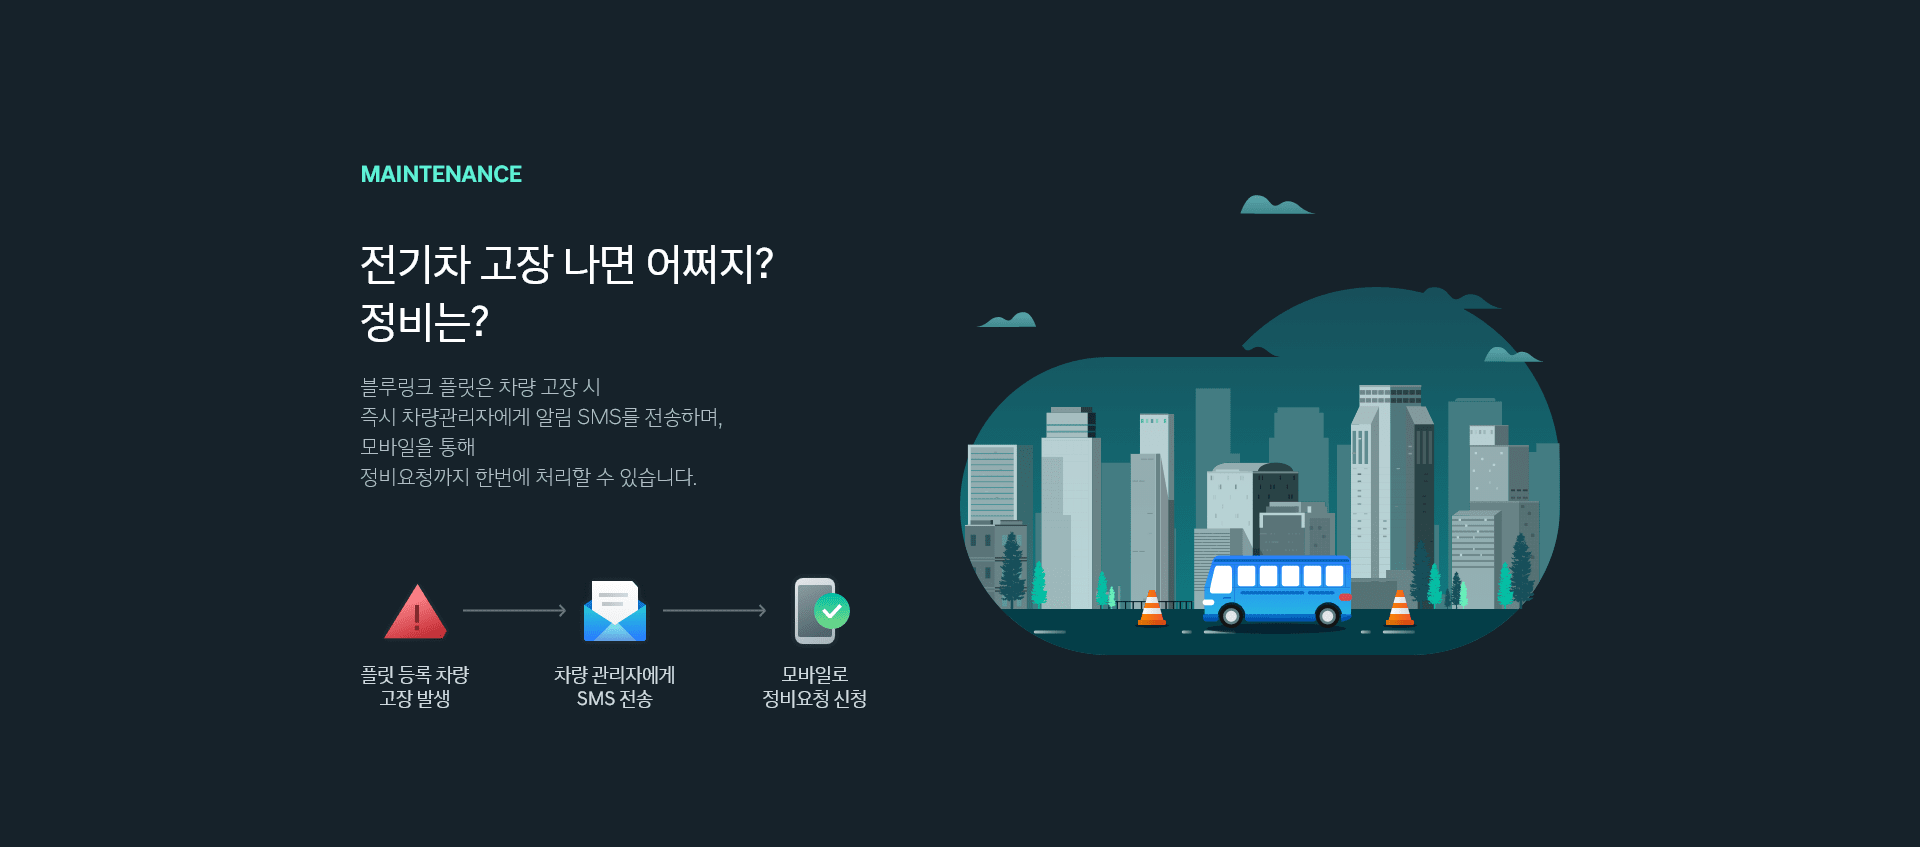 MAINTENANCE
전기차 고장 나면 어쩌지?
정비는?
블루링크 플릿은 차량 고장 시
즉시 차량관리자에게 알림 SMS를 전송하며,
모바일을 통해
정비요청까지 한번에 처리할 수 있습니다.
플릿 등록 차량
고장 발생
차량 관리자에게
SMS 전송
모바일로
정비요청 신청